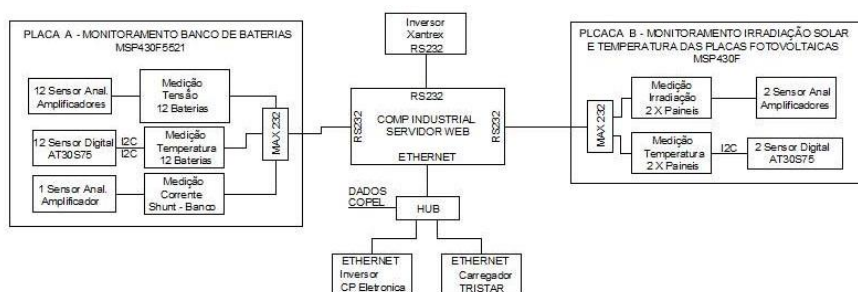 PLACA A - MONITORAMENTO BANCO DE BATERIAS
MSP430F5521
12 Sensor Anal.
Amplificadores
Medição
Tensão
12 Baterias
12 Sensor Digital
AT30S75
I2C
I2C
Medição
Temperatura
12 Baterias
1 Sensor Anal.
Amplificador
Medição
Corrente
Shunt - Banco
MAX 232
Inversor
Xantrex
RS232
RS232
RS232
COMP INDUSTRIAL
SERVIDOR WEB
RS232
ETHERNET
DADOS
COPEL
HUB
ETHERNET
Inversor
CP Eletronica
ETHERNET
Carregador
TRISTAR
PLCACA B - MONITORAMENTO IRRADIAÇÃO SOLAR
E TEMPERATURA DAS PLACAS FOTOVOLTAICAS
MSP430F
MAX 232
Medição
Irradiação
2 X Paineis
2 Sensor Anal
Amplificadores
Medição
Temperatura
2 X Paineis
I2C
2 Sensor Digital
AT30S75